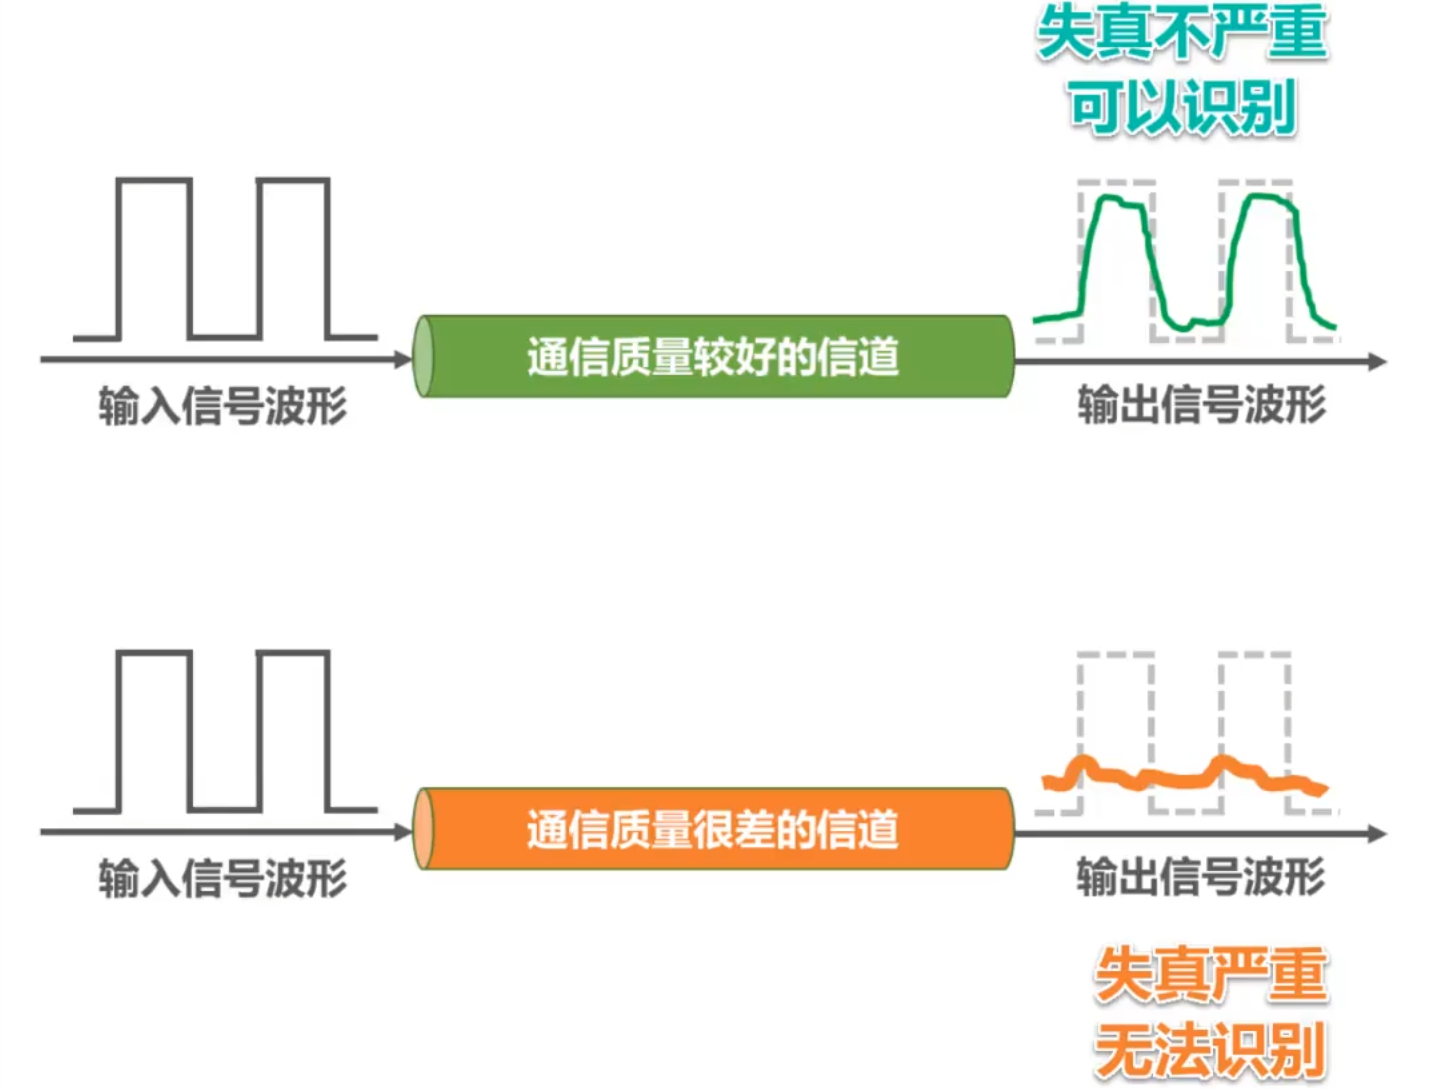 失真不严重
可以识别
通信质量较好的信道
输入信号波形
输出信号波形
通信质量很差的信道
输入信号波形
输出信号波形
失真严重
无法识别